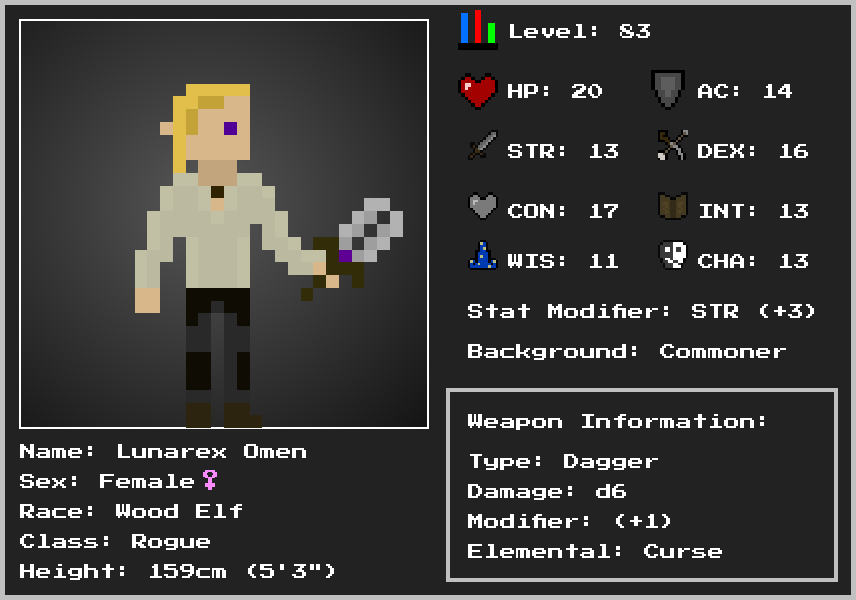 Level: 83
HP: 20 AC: 14
STR: 13 DEX: 16
CON: 17 INT: 13
WIS: 11 CHA: 13
Stat Modifier: STR (+3)
Background: Commoner
Weapon Information:
Type: Dagger
Damage: d6
Modifier: (+1)
Elemental: Curse
Name: Lunarex Omen
Sex: Female♀
Race: Wood Elf
Class: Rogue
Height: 159cm (5'3")